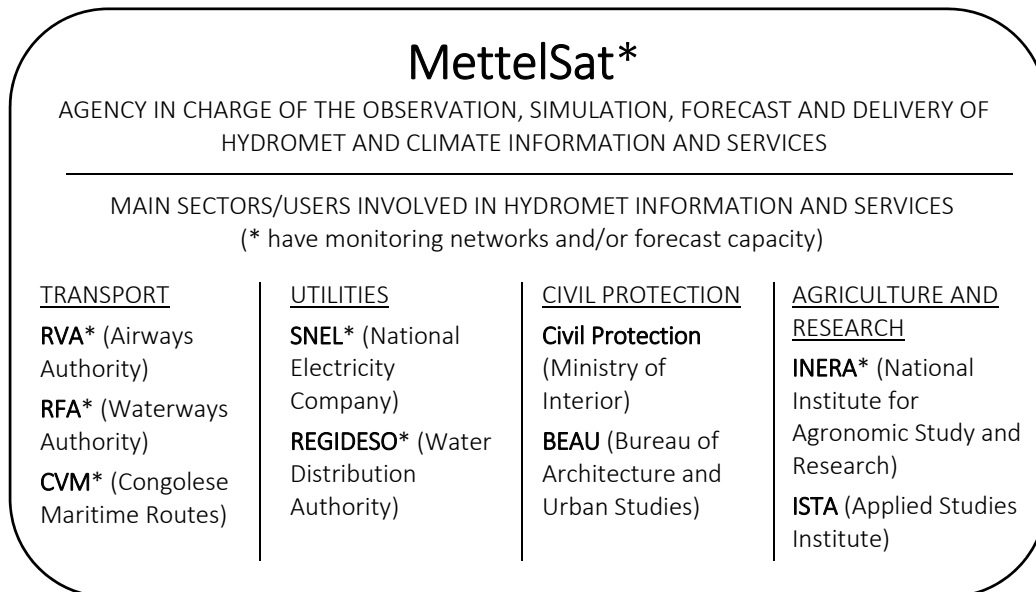 MettelSat*
AGENCY IN CHARGE OF THE OBSERVATION, SIMULATION, FORECAST AND DELIVERY OF
HYDROMET AND CLIMATE INFORMATION AND SERVICES
MAIN SECTORS/USERS INVOLVED IN HYDROMET INFORMATION AND SERVICES
(* have monitoring networks and/or forecast capacity)
TRANSPORT
RVA* (Airways
Authority)
RFA* (Waterways
Authority)
CVM* (Congolese
Maritime Routes)
UTILITIES
SNEL* (National
Electricity
Company)
REGIDESO* (Water
Distribution
Authority)
CIVIL PROTECTION
Civil Protection
(Ministry of
Interior)
BEAU (Bureau of
Architecture and
Urban Studies)
AGRICULTURE AND
RESEARCH
INERA* (National
Institute for
Agronomic Study and
Research)
ISTA (Applied Studies
Institute)